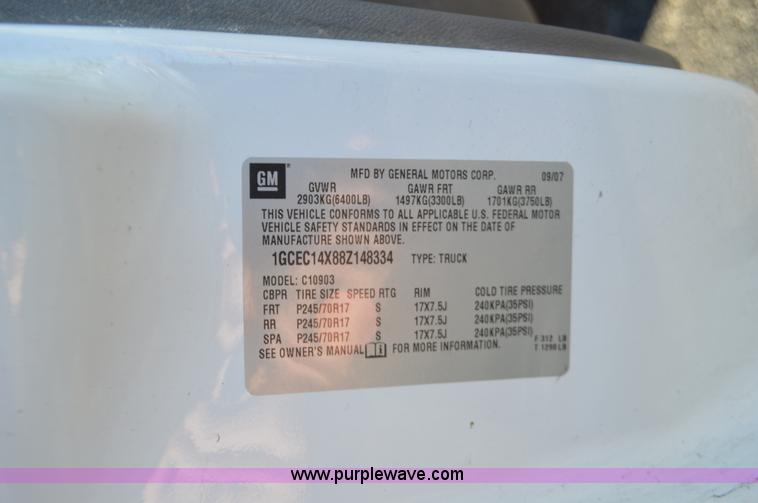 GM MFD BY GENERAL MOTORS CORP. 09/07
GVWR GAWR FRT GAWR RR
2903KG(6400LB) 1497KG(3300LB) 1701KG(3750LB)
THIS VEHICLE CONFORMS TO ALL APPLICABLE U.S. FEDERAL MOTOR
VEHICLE SAFETY STANDARDS IN EFFECT ON THE DATE OF
MANUFACTURE SHOWN ABOVE.
1GCEC14X88Z148334 TYPE: TRUCK
MODEL: C10903
CBPR TIRE SIZE SPEED RTG RIM COLD TIRE PRESSURE
FRT P245/70R17 S 17X7.5J 240KPA(35PSI)
RR P245/70R17 S 17X7.5J 240KPA(35PSI)
SPA P245/70R17 S 17X7.5J 240KPA(35PSI)
SEE OWNER'S MANUAL FOR MORE INFORMATION.
F 312 LB
T 1290 LB
www.purplewave.com